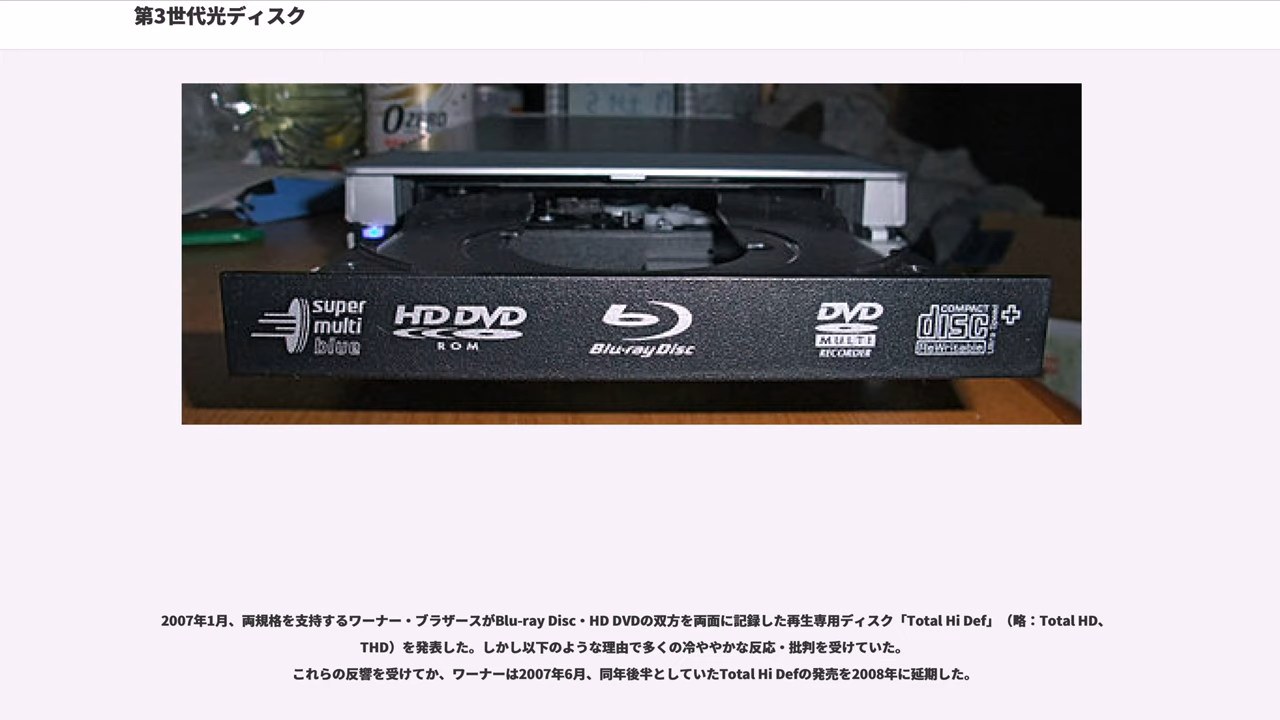 第3世代光ディスク
0 ZERO
super
multi
blue
HD DVD
ROM
Blu-ray Disc
DVD
MULTI
RECORDER
COMPACT
disc
ReWritable
Ultra Speed
+
2007年1月、両規格を支持するワーナー・ブラザースがBlu-ray Disc・HD DVDの双方を両面に記録した再生専用ディスク「Total Hi Def」（略：Total HD、
THD）を発表した。しかし以下のような理由で多くの冷ややかな反応・批判を受けていた。
これらの反響を受けてか、ワーナーは2007年6月、同年後半としていたTotal Hi Defの発売を2008年に延期した。